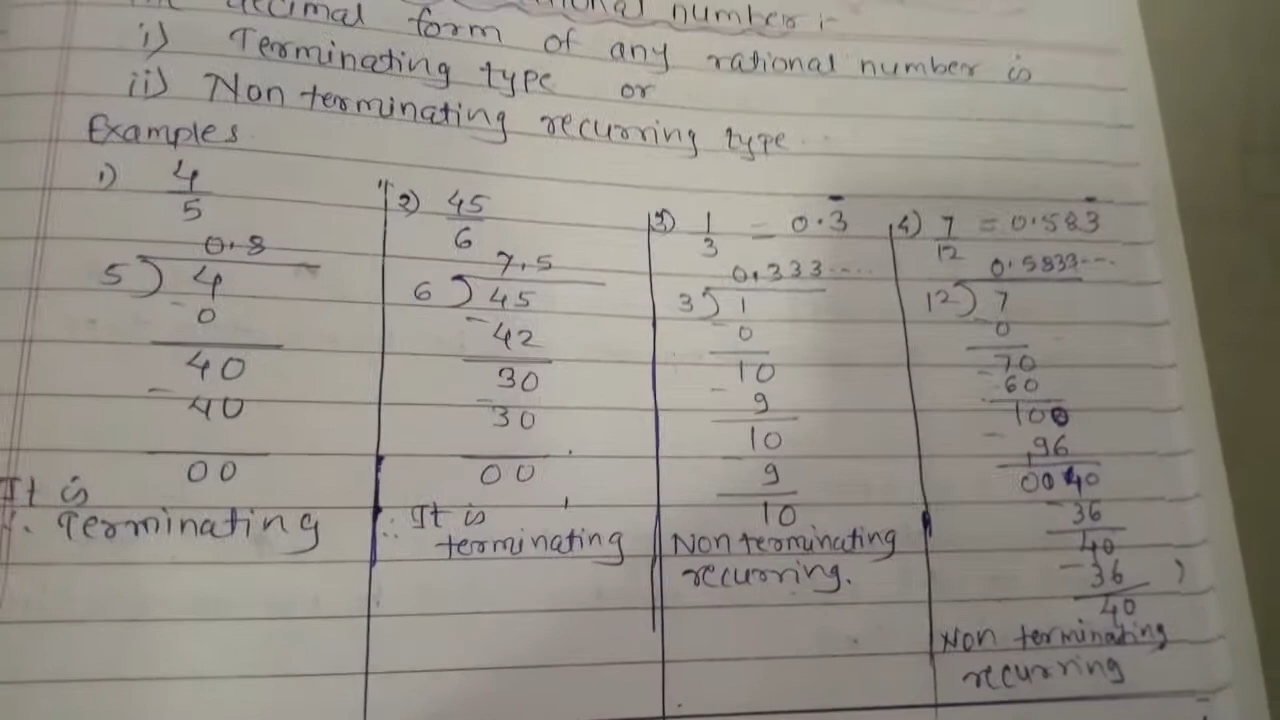 decimal form of any rational number is
i) Terminating type or
ii) Non terminating recurring type.
Examples
1) 4/5
0.8
5) 4
- 0
40
- 40
00
It is
∴ Terminating
2) 45/6
7.5
6) 45
- 42
30
- 30
00
∴ It is
terminating
3) 1/3 = 0.3̅
0.333....
3) 1
- 0
10
- 9
10
9
10
Non terminating
recurring.
4) 7/12 = 0.583̅
0.5833...
12) 7
- 0
70
- 60
100
- 96
0040
- 36
40
- 36
40
Non terminating
recurring